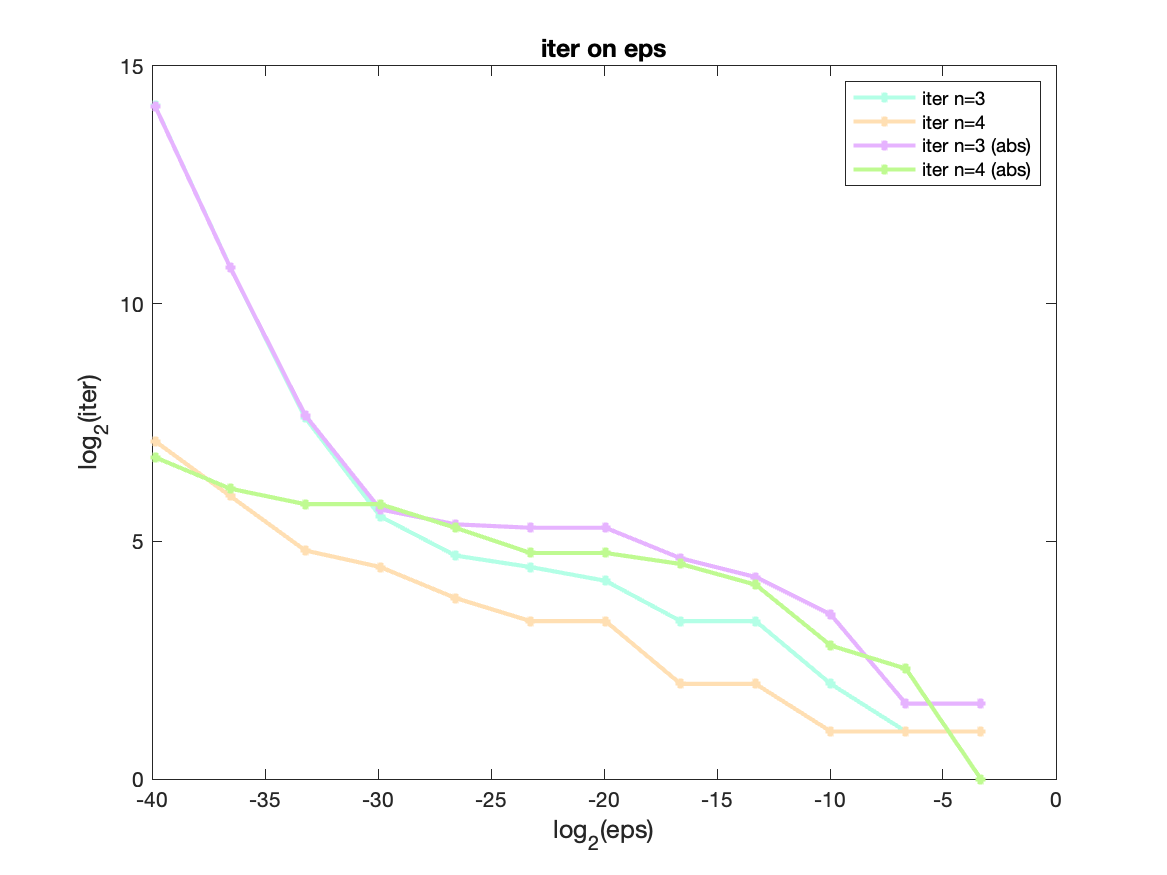 iter on eps
15
10
5
0
log2(iter)
iter n=3
iter n=4
iter n=3 (abs)
iter n=4 (abs)
-40 -35 -30 -25 -20 -15 -10 -5 0
log2(eps)